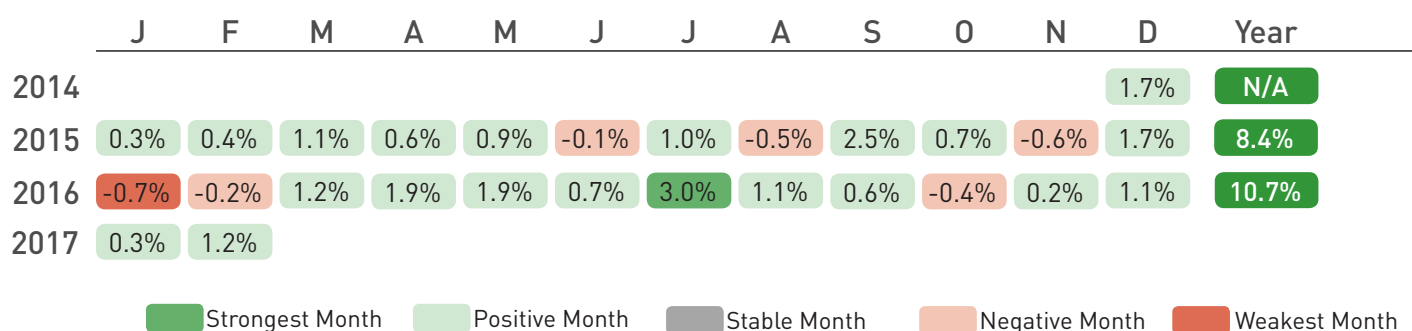 J F M A M J J A S O N D Year
2014 1.7% N/A
2015 0.3% 0.4% 1.1% 0.6% 0.9% -0.1% 1.0% -0.5% 2.5% 0.7% -0.6% 1.7% 8.4%
2016 -0.7% -0.2% 1.2% 1.9% 1.9% 0.7% 3.0% 1.1% 0.6% -0.4% 0.2% 1.1% 10.7%
2017 0.3% 1.2%
Strongest Month Positive Month Stable Month Negative Month Weakest Month